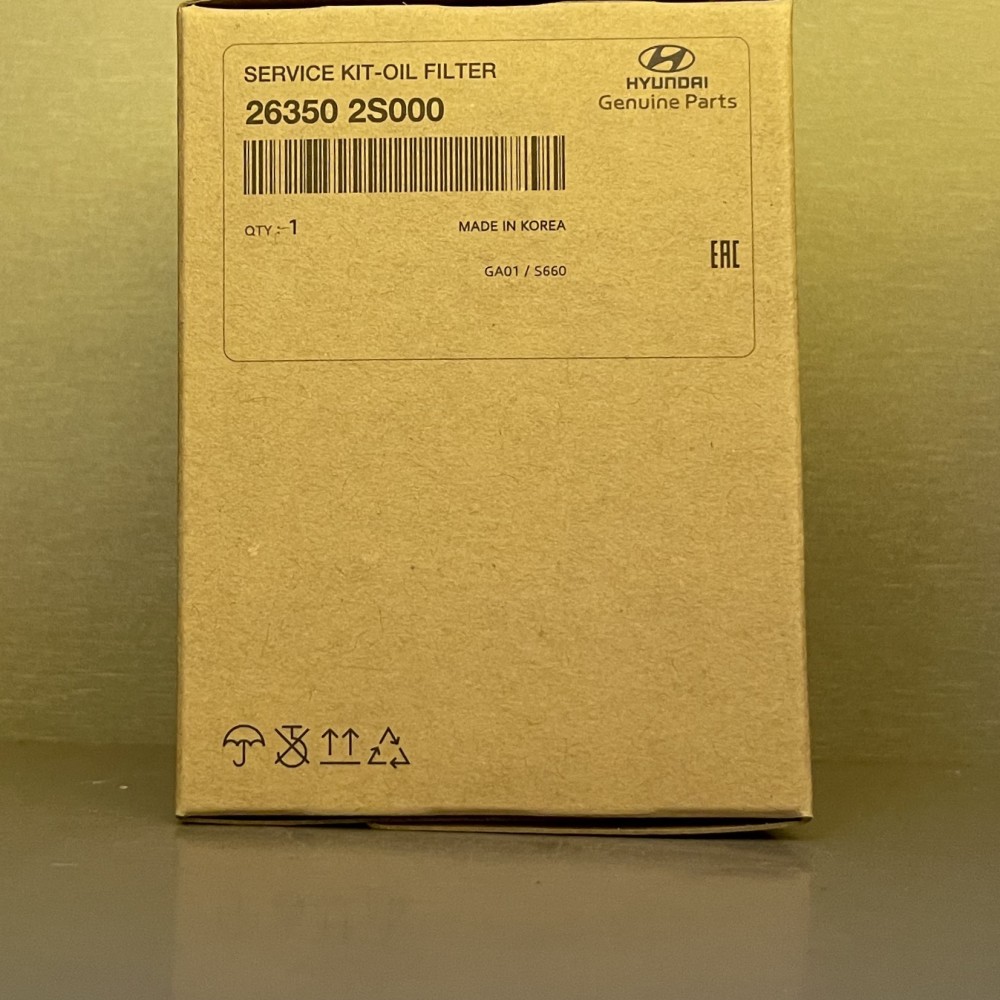 SERVICE KIT-OIL FILTER
26350 2S000
HYUNDAI
Genuine Parts
QTY : 1
MADE IN KOREA
GA01 / S660
EAC